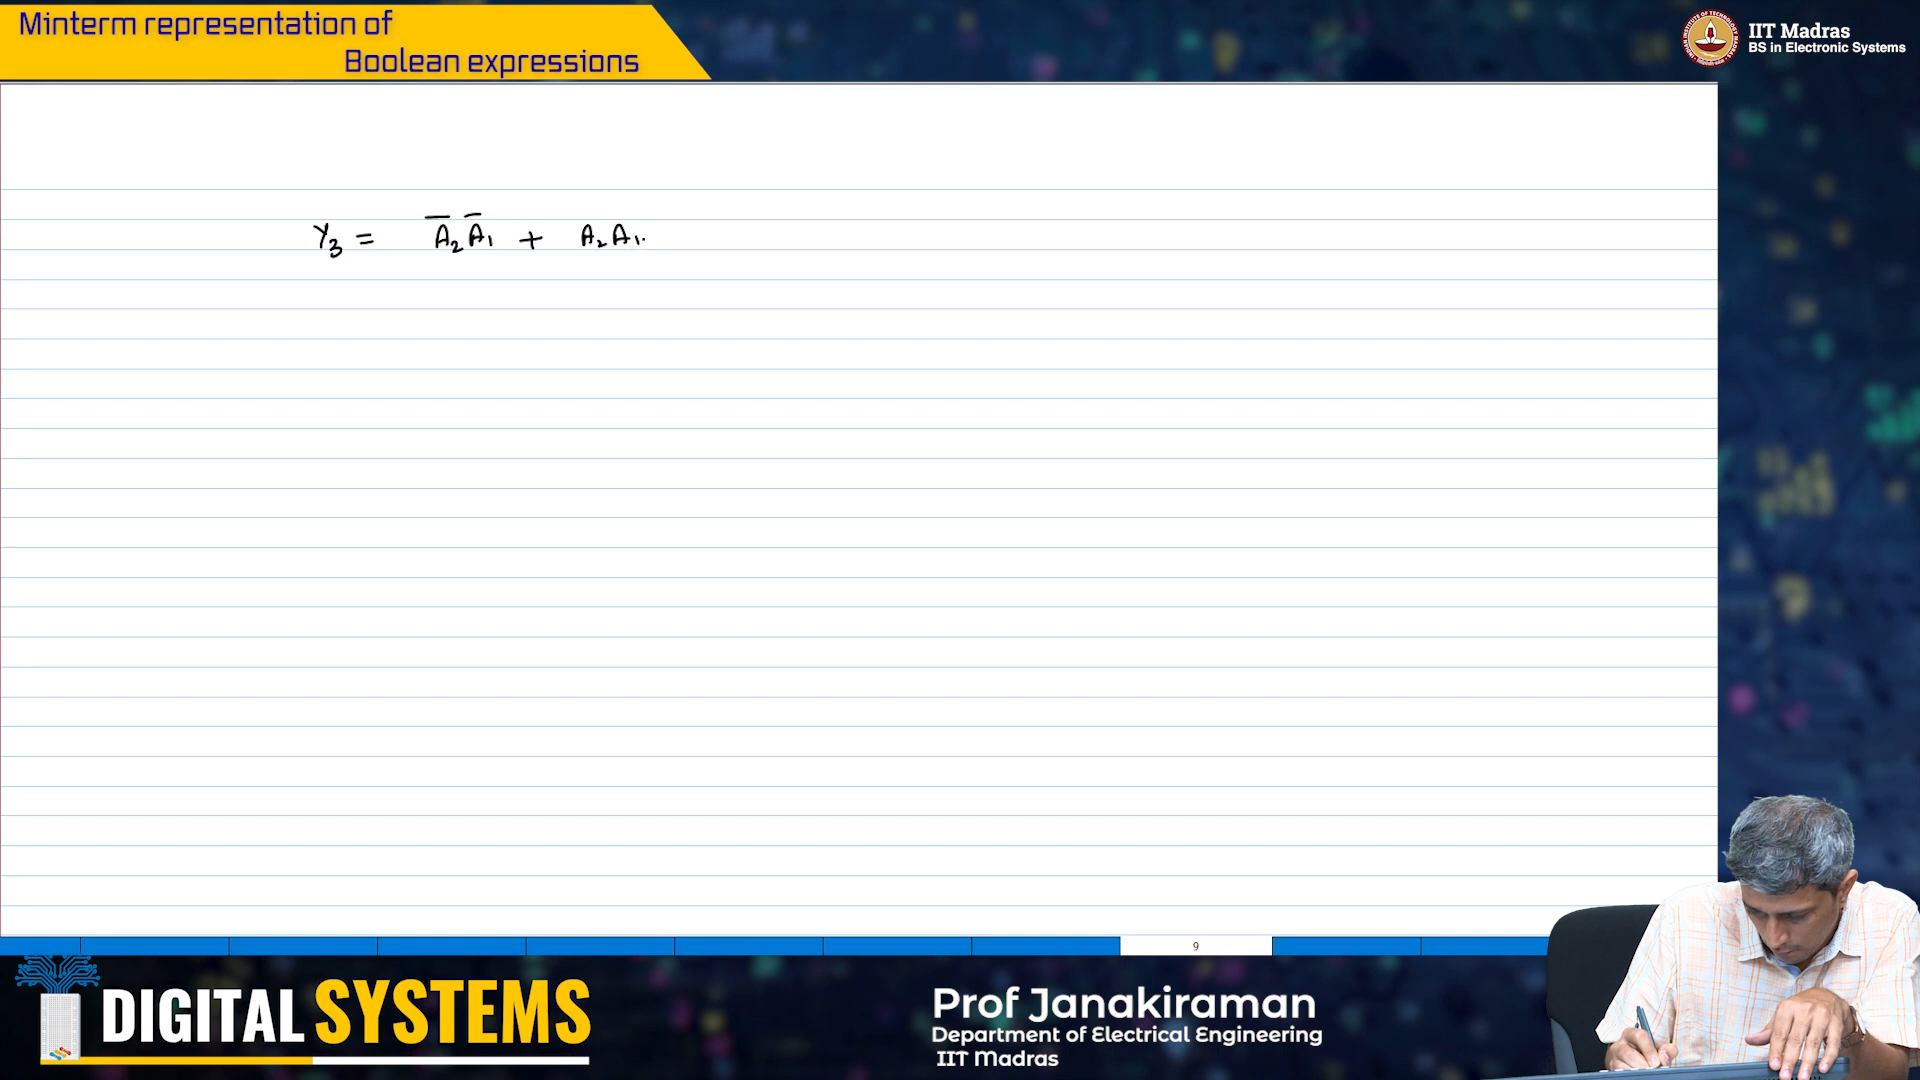 Minterm representation of
Boolean expressions
IIT Madras
BS in Electronic Systems
Y₃ = A̅₂A̅₁ + A₂A₁.
9
DIGITAL SYSTEMS
Prof Janakiraman
Department of Electrical Engineering
IIT Madras